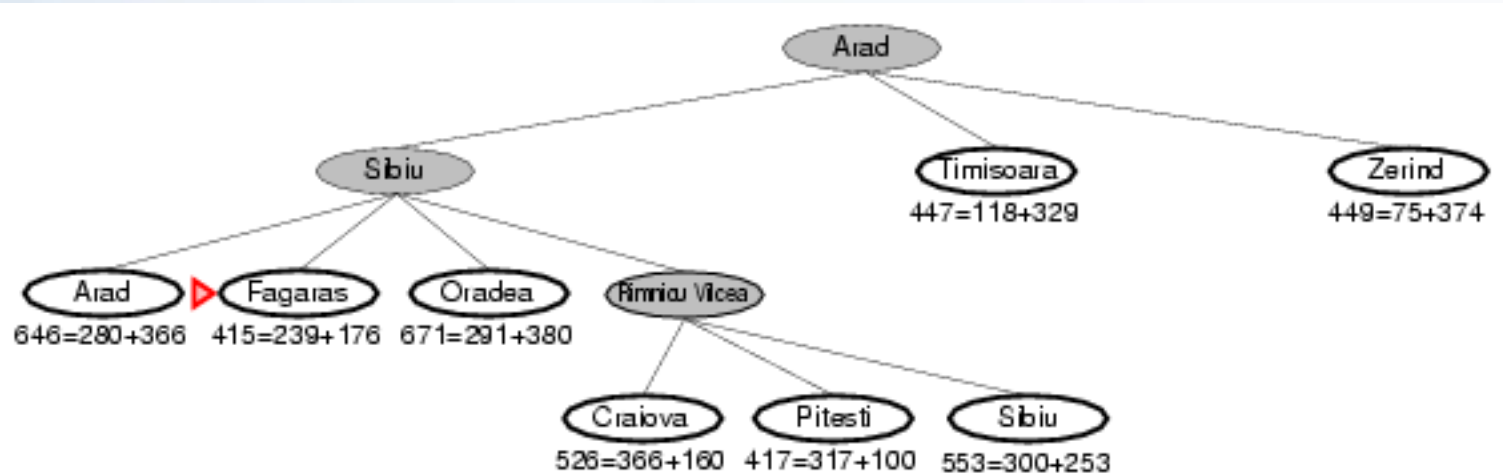 Arad
Sibiu Timisoara Zerind
447=118+329 449=75+374
Arad Fagaras Oradea Rimnicu Vilcea
646=280+366 415=239+176 671=291+380
Craiova Pitesti Sibiu
526=366+160 417=317+100 553=300+253